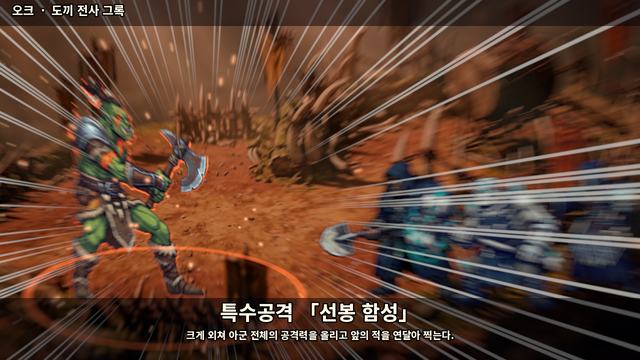 오크 · 도끼 전사 그록
특수공격 「선봉 함성」
크게 외쳐 아군 전체의 공격력을 올리고 앞의 적을 연달아 찍는다.